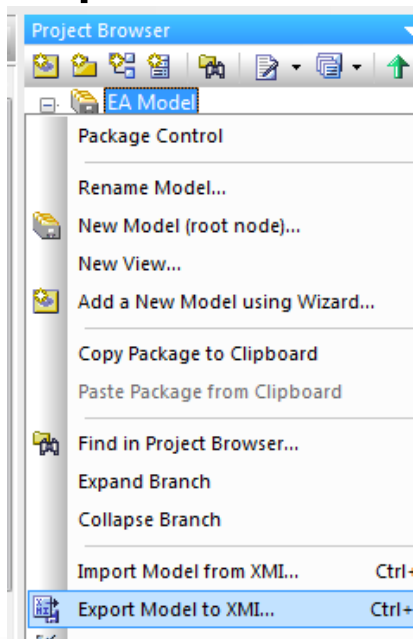 Project Browser
EA Model
Package Control
Rename Model...
New Model (root node)...
New View...
Add a New Model using Wizard...
Copy Package to Clipboard
Paste Package from Clipboard
Find in Project Browser...
Expand Branch
Collapse Branch
Import Model from XMI... Ctrl+
Export Model to XMI... Ctrl+